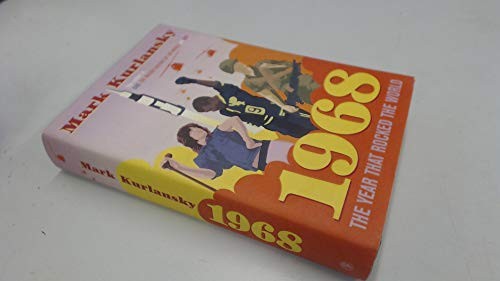 Mark Kurlansky
1968
THE YEAR THAT ROCKED THE WORLD
Mark Kurlansky
1968